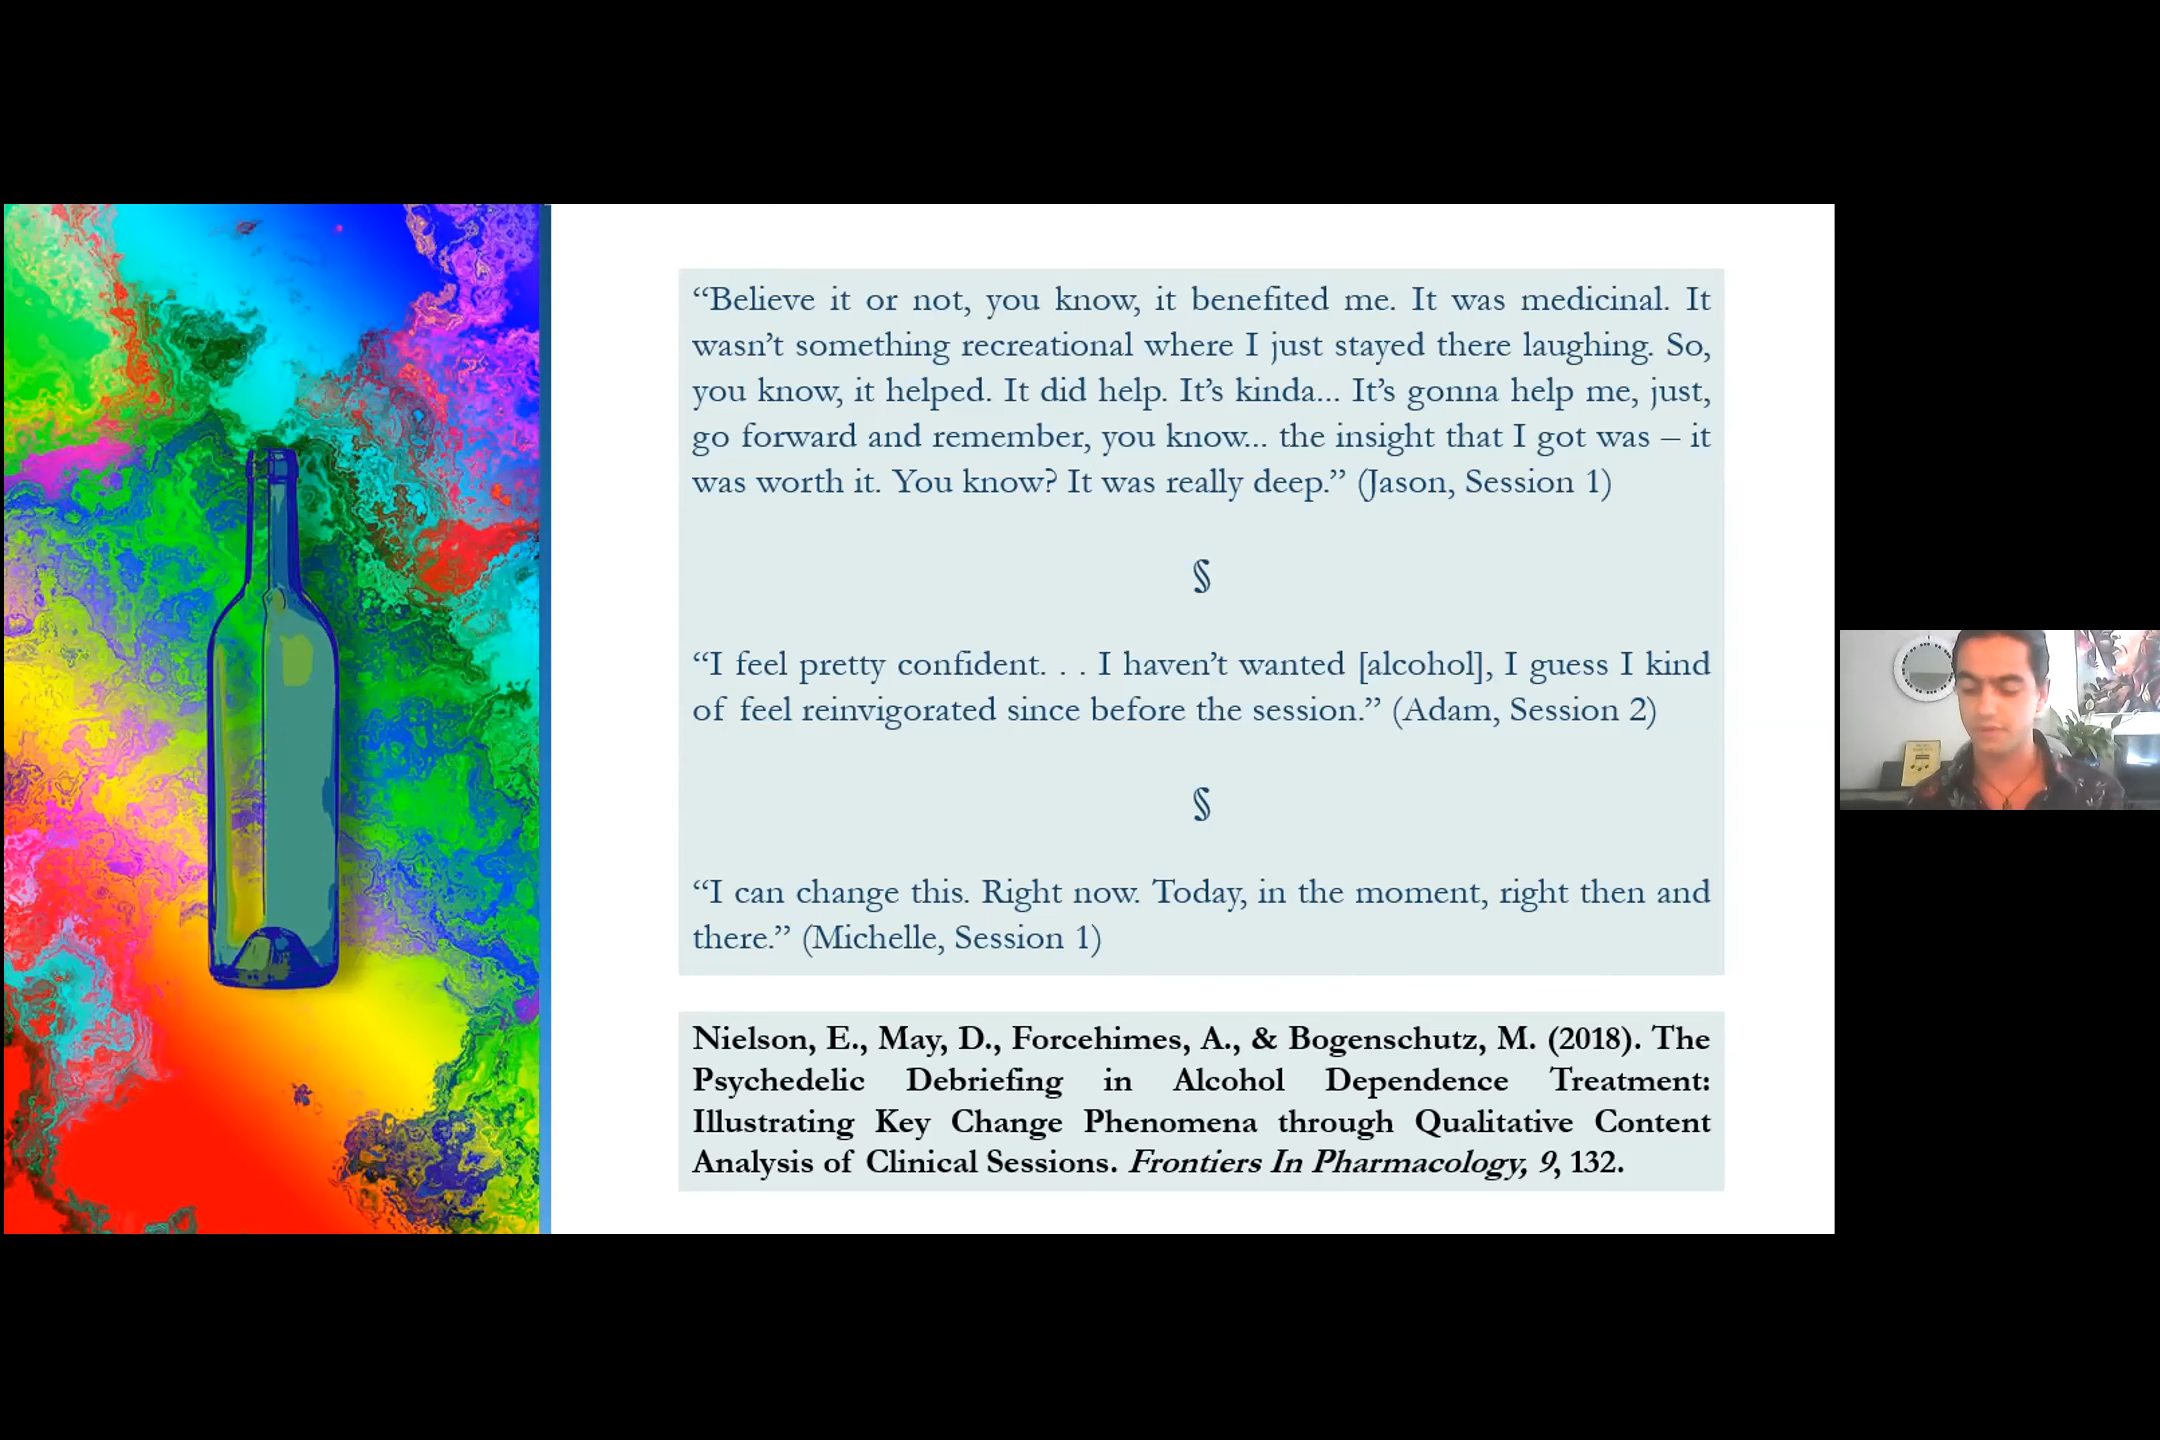 “Believe it or not, you know, it benefited me. It was medicinal. It
wasn’t something recreational where I just stayed there laughing. So,
you know, it helped. It did help. It’s kinda... It’s gonna help me, just,
go forward and remember, you know... the insight that I got was – it
was worth it. You know? It was really deep.” (Jason, Session 1)
§
“I feel pretty confident. . . I haven’t wanted [alcohol], I guess I kind
of feel reinvigorated since before the session.” (Adam, Session 2)
§
“I can change this. Right now. Today, in the moment, right then and
there.” (Michelle, Session 1)
Nielson, E., May, D., Forcehimes, A., & Bogenschutz, M. (2018). The
Psychedelic Debriefing in Alcohol Dependence Treatment:
Illustrating Key Change Phenomena through Qualitative Content
Analysis of Clinical Sessions. Frontiers In Pharmacology, 9, 132.